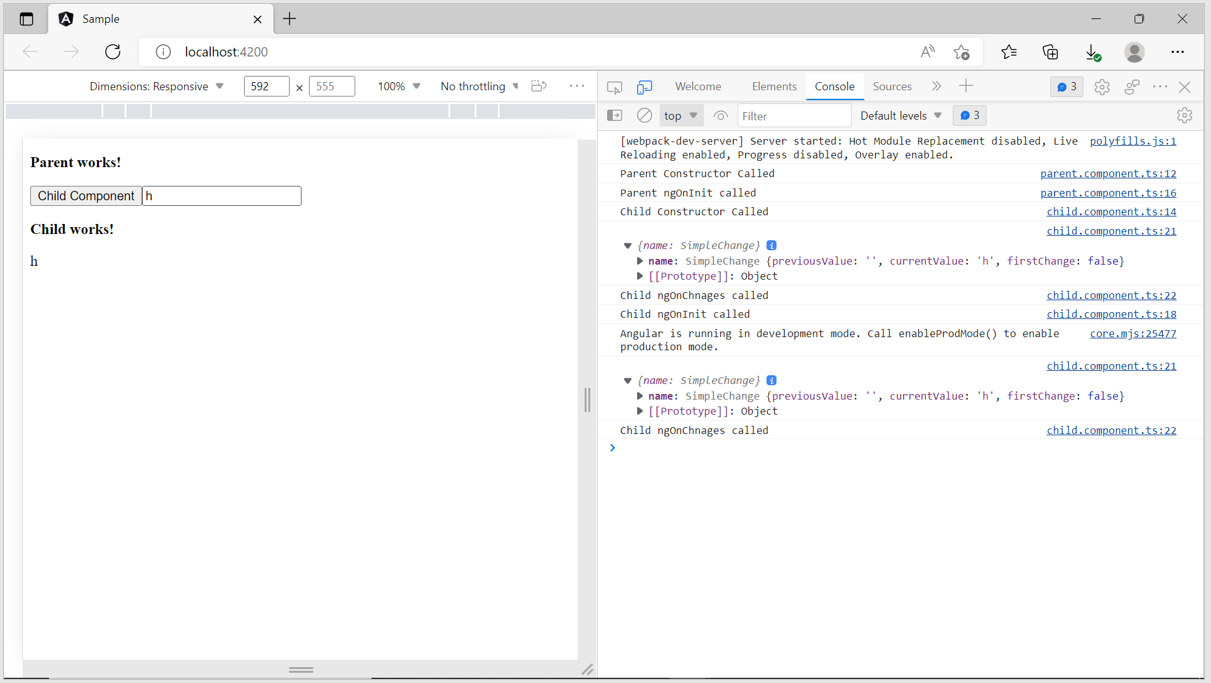 Sample
localhost:4200
Dimensions: Responsive 592 × 555 100% No throttling
Welcome Elements Console Sources 3
top Filter Default levels 3
Parent works!
Child Component h
Child works!
h
[webpack-dev-server] Server started: Hot Module Replacement disabled, Live polyfills.js:1
Reloading enabled, Progress disabled, Overlay enabled.
Parent Constructor Called parent.component.ts:12
Parent ngOnInit called parent.component.ts:16
Child Constructor Called child.component.ts:14
child.component.ts:21
{name: SimpleChange}
name: SimpleChange {previousValue: '', currentValue: 'h', firstChange: false}
[[Prototype]]: Object
Child ngOnChnages called child.component.ts:22
Child ngOnInit called child.component.ts:18
Angular is running in development mode. Call enableProdMode() to enable core.mjs:25477
production mode.
child.component.ts:21
{name: SimpleChange}
name: SimpleChange {previousValue: '', currentValue: 'h', firstChange: false}
[[Prototype]]: Object
Child ngOnChnages called child.component.ts:22